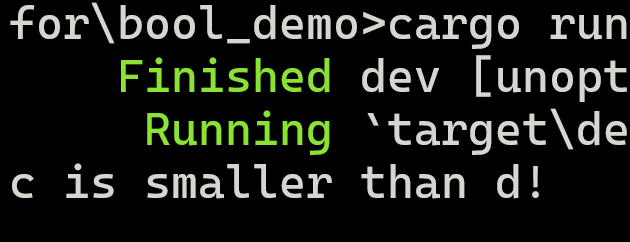 for\bool_demo>cargo run
Finished dev [unopt
Running `target\de
c is smaller than d!